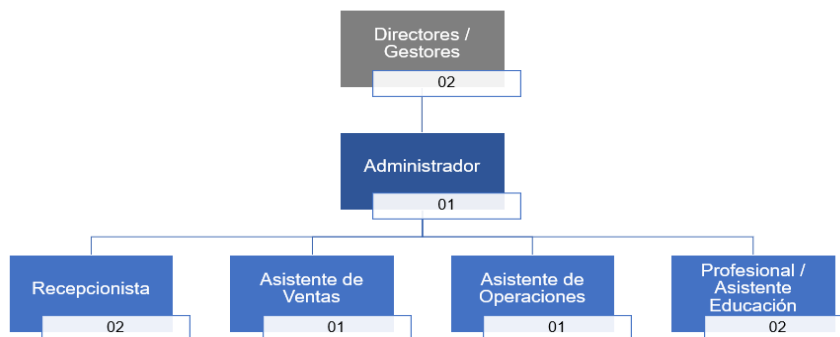 Directores /
Gestores
02
Administrador
01
Recepcionista
02
Asistente de
Ventas
01
Asistente de
Operaciones
01
Profesional /
Asistente
Educación
02